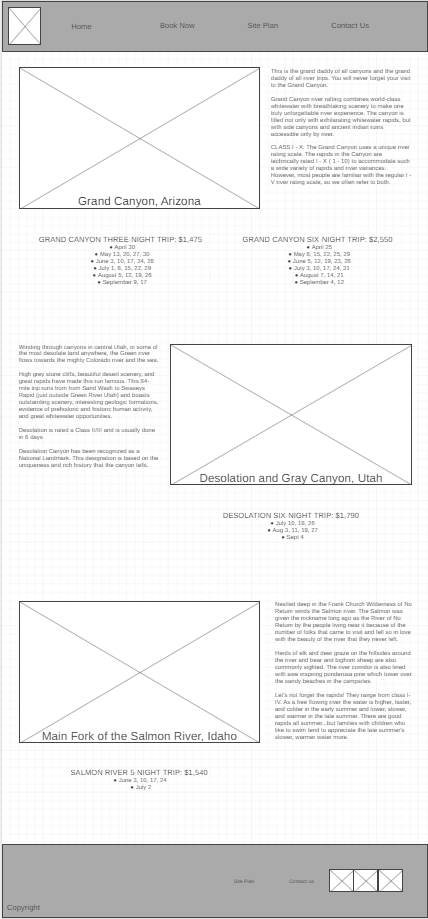 Home Book Now Site Plan Contact Us
This is the grand daddy of all canyons and the grand
daddy of all river trips. You will never forget your visit
to the Grand Canyon.
Grand Canyon river rafting combines world-class
whitewater with breathtaking scenery to make one
truly unforgettable river experience. The canyon is
filled not only with exhilarating whitewater rapids, but
with side canyons and ancient indian ruins
accessible only by river.
CLASS I - X: The Grand Canyon uses a unique river
rating scale. The rapids in the Canyon are
technically rated I - X ( 1 - 10) to accommodate such
a wide variety of rapids and river variances.
However, most people are familiar with the regular I -
V river rating scale, so we often refer to both.
Grand Canyon, Arizona
GRAND CANYON THREE NIGHT TRIP: $1,475
● April 20
● May 13, 20, 27, 30
● June 3, 10, 17, 24, 28
● July 1, 8, 15, 22, 29
● August 5, 12, 19, 26
● September 9, 17
GRAND CANYON SIX NIGHT TRIP: $2,550
● April 25
● May 8, 15, 22, 25, 29
● June 5, 12, 19, 23, 26
● July 3, 10, 17, 24, 31
● August 7, 14, 21
● September 4, 12
Winding through canyons in central Utah, in some of
the most desolate land anywhere, the Green river
flows towards the mighty Colorado river and the sea.
High grey stone cliffs, beautiful desert scenery, and
great rapids have made this run famous. This 84-
mile trip runs from from Sand Wash to Swaseys
Rapid (just outside Green River Utah) and boasts
outstanding scenery, interesting geologic formations,
evidence of prehistoric and historic human activity,
and great whitewater opportunities.
Desolation is rated a Class II/III and is usually done
in 6 days
Desolation Canyon has been recognized as a
National Landmark. This designation is based on the
uniqueness and rich history that the canyon tells.
Desolation and Gray Canyon, Utah
DESOLATION SIX NIGHT TRIP: $1,790
● July 10, 18, 26
● Aug 3, 11, 19, 27
● Sept 4
Nestled deep in the Frank Church Wilderness of No
Return winds the Salmon river. The Salmon was
given the nickname long ago as the River of No
Return by the people living near it because of the
number of folks that came to visit and fell so in love
with the beauty of the river that they never left.
Herds of elk and deer graze on the hillsides around
the river and bear and bighorn sheep are also
commonly sighted. The river corridor is also lined
with awe inspiring ponderosa pine which lower over
the sandy beaches in the campsites.
Let's not forget the rapids! They range from class I-
IV. As a free flowing river the water is higher, faster,
and colder in the early summer and lower, slower,
and warmer in the late summer. There are good
rapids all summer...but families with children who
like to swim tend to appreciate the late summer's
slower, warmer water more.
Main Fork of the Salmon River, Idaho
SALMON RIVER 5 NIGHT TRIP: $1,540
● June 3, 10, 17, 24
● July 2
Site Plan Contact us
Copyright